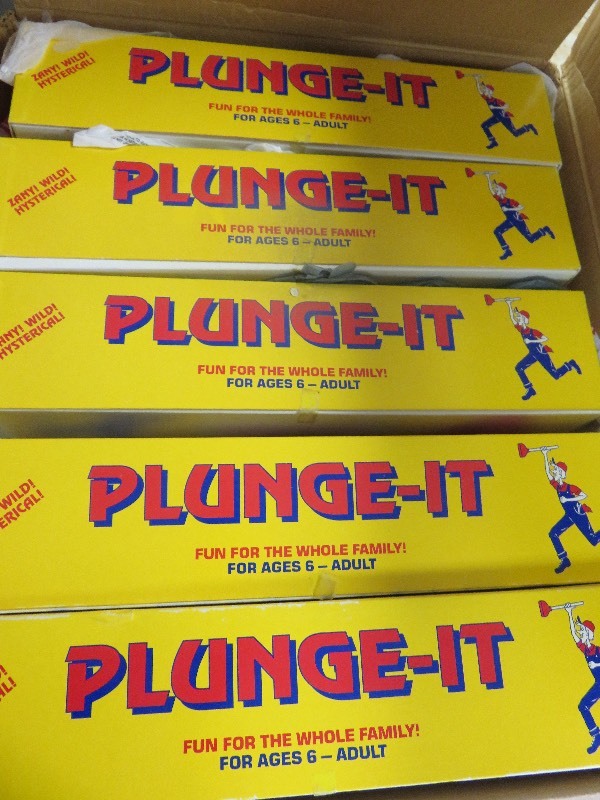 ZANY! WILD!
HYSTERICAL!
PLUNGE-IT
FUN FOR THE WHOLE FAMILY!
FOR AGES 6 – ADULT
ZANY! WILD!
HYSTERICAL!
PLUNGE-IT
FUN FOR THE WHOLE FAMILY!
FOR AGES 6 – ADULT
ANY! WILD!
HYSTERICAL!
PLUNGE-IT
FUN FOR THE WHOLE FAMILY!
FOR AGES 6 – ADULT
WILD!
ERICAL!
PLUNGE-IT
FUN FOR THE WHOLE FAMILY!
FOR AGES 6 – ADULT
PLUNGE-IT
FUN FOR THE WHOLE FAMILY!
FOR AGES 6 – ADULT